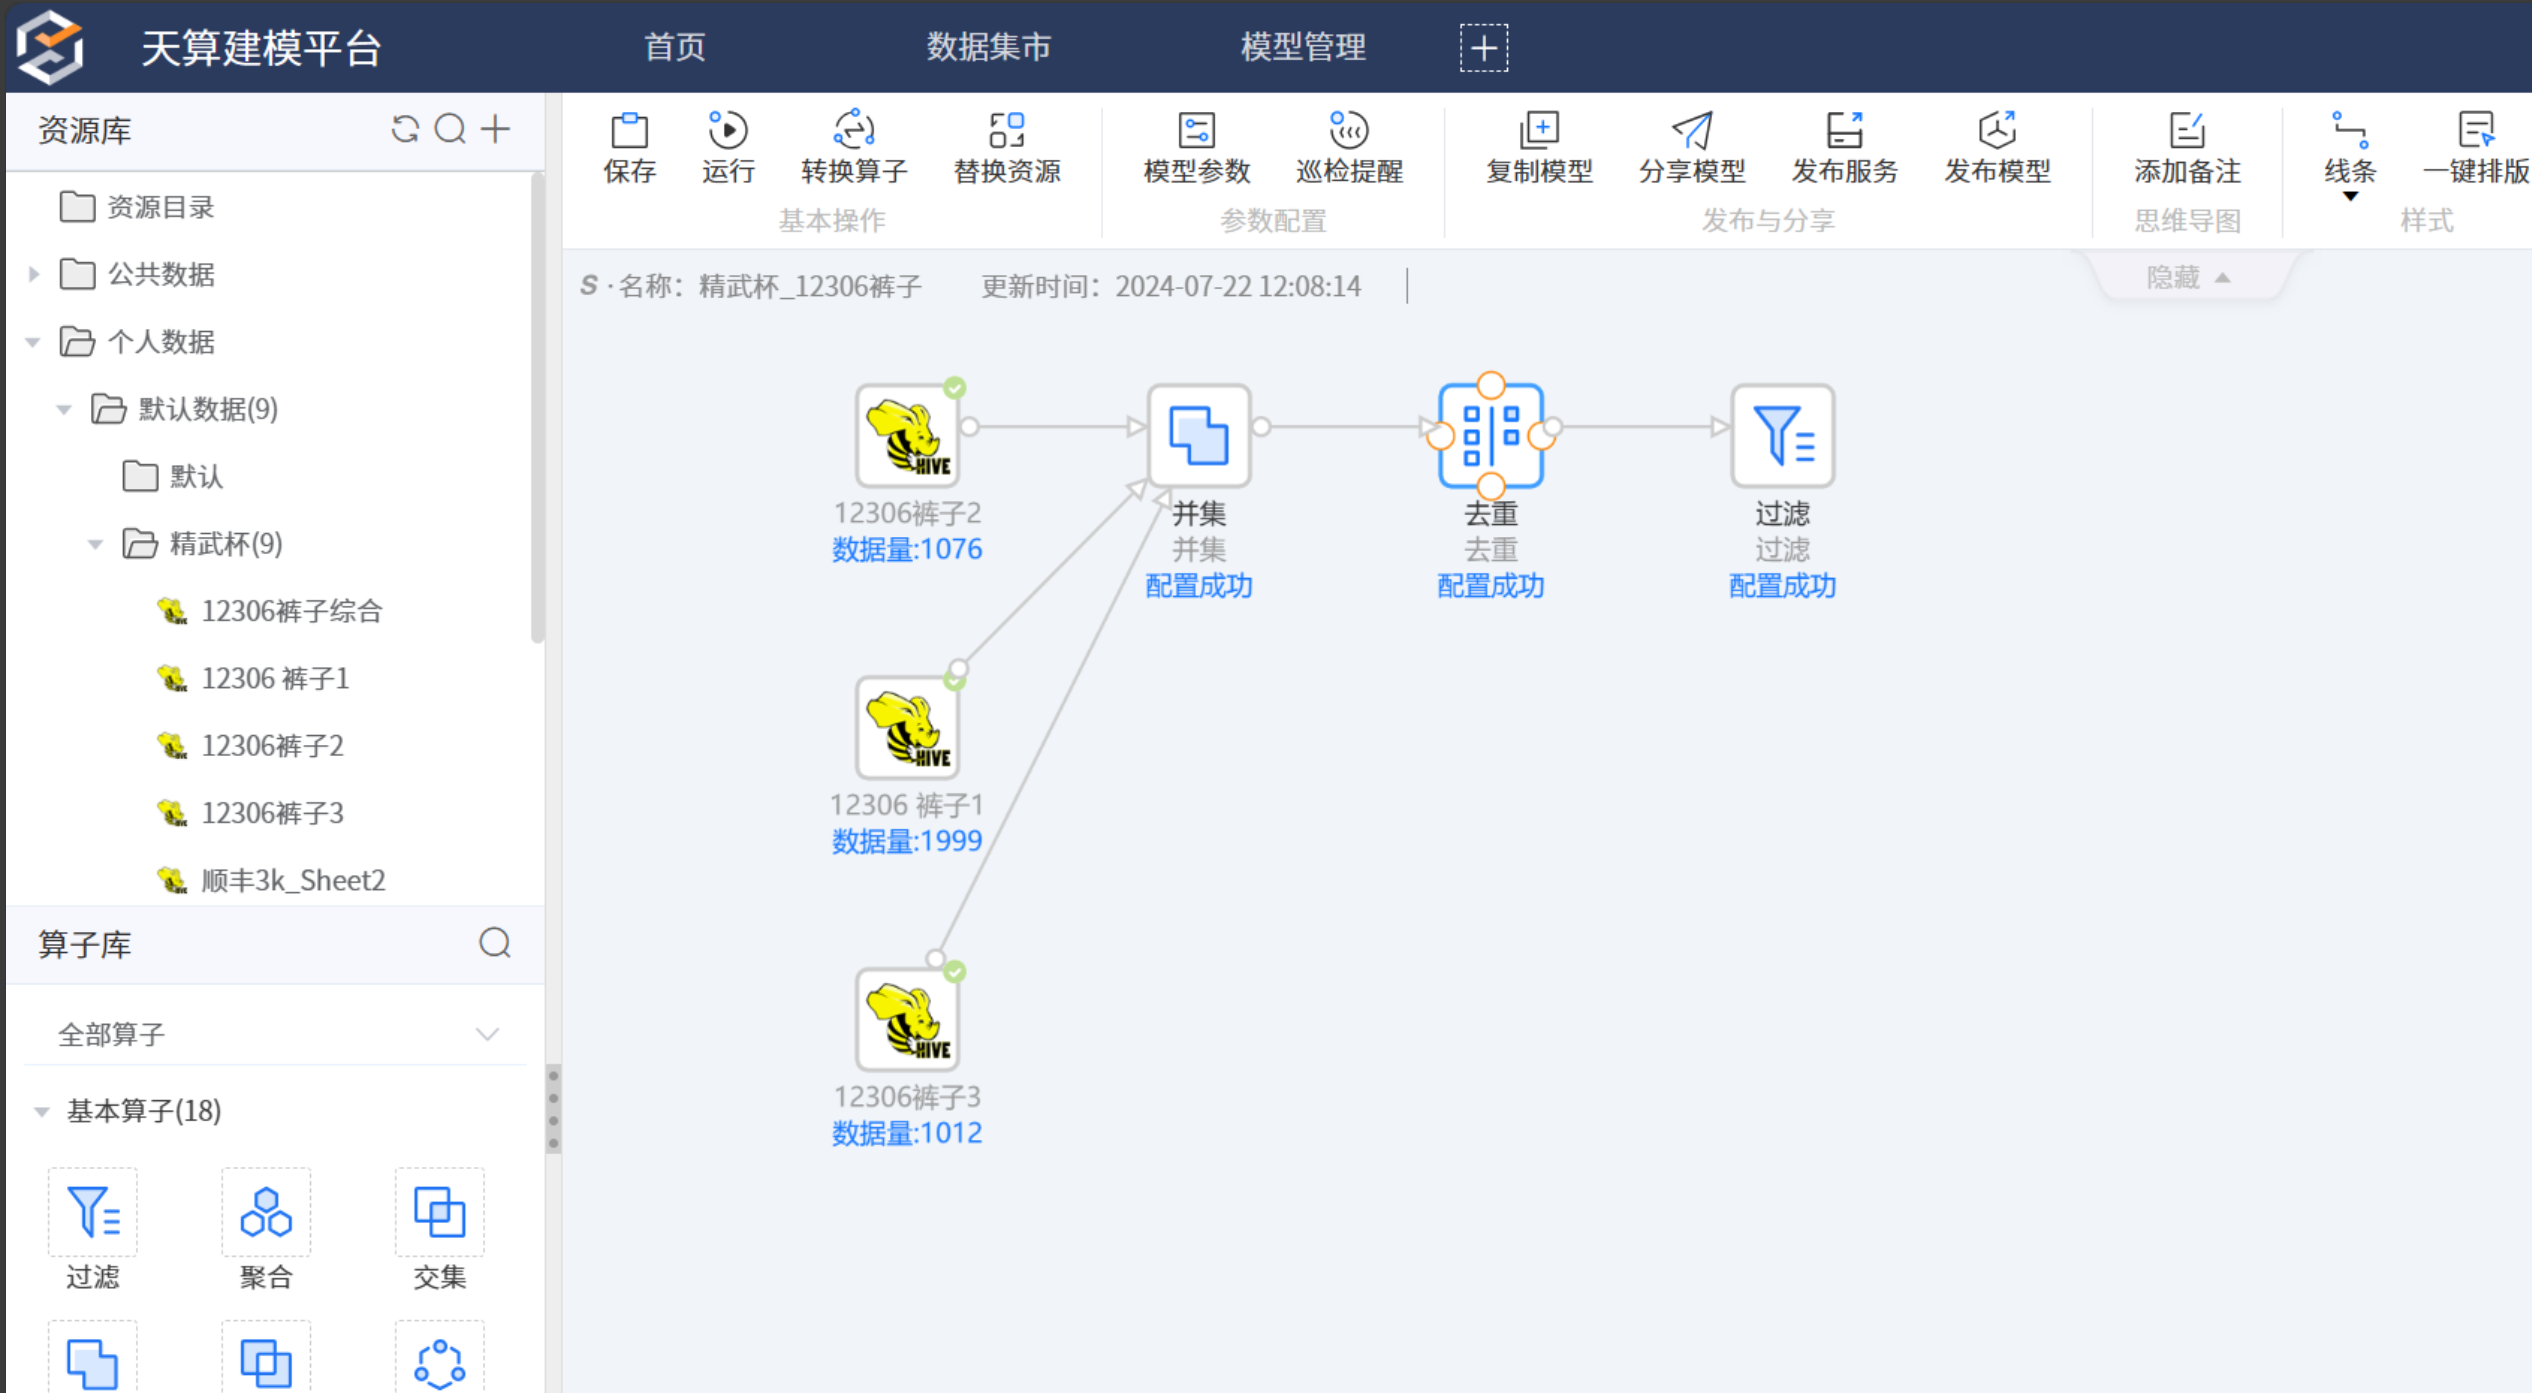 天算建模平台
首页
数据集市
模型管理
资源库
资源目录
公共数据
个人数据
默认数据(9)
默认
精武杯(9)
12306裤子综合
12306 裤子1
12306裤子2
12306裤子3
顺丰3k_Sheet2
算子库
全部算子
基本算子(18)
过滤
聚合
交集
保存
运行
转换算子
替换资源
基本操作
模型参数
巡检提醒
参数配置
复制模型
分享模型
发布服务
发布模型
发布与分享
添加备注
思维导图
线条
一键排版
样式
S · 名称：精武杯_12306裤子
更新时间：2024-07-22 12:08:14
隐藏
HIVE
12306裤子2
数据量:1076
并集
并集
配置成功
去重
去重
配置成功
过滤
过滤
配置成功
HIVE
12306 裤子1
数据量:1999
HIVE
12306裤子3
数据量:1012